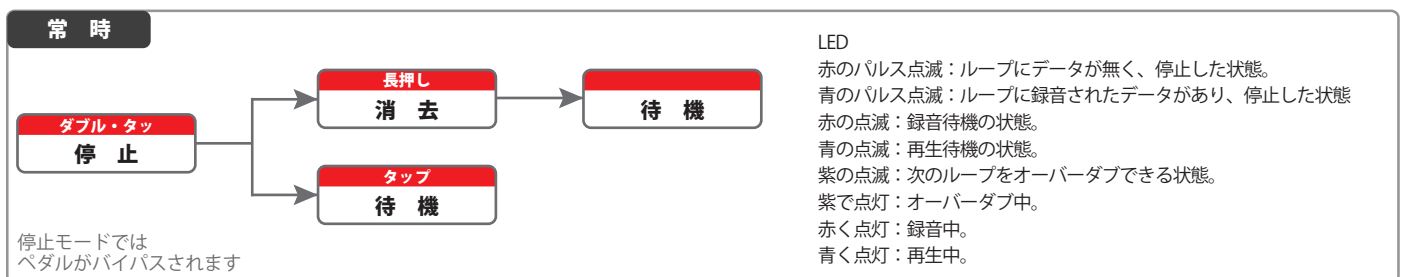 常 時
ダブル・タッ
停 止
長押し
消 去
待 機
タップ
待 機
停止モードでは
ペダルがバイパスされます
LED
赤のパルス点滅：ループにデータが無く、停止した状態。
青のパルス点滅：ループに録音されたデータがあり、停止した状態
赤の点滅：録音待機の状態。
青の点滅：再生待機の状態。
紫の点滅：次のループをオーバーダブできる状態。
紫で点灯：オーバーダブ中。
赤く点灯：録音中。
青く点灯：再生中。